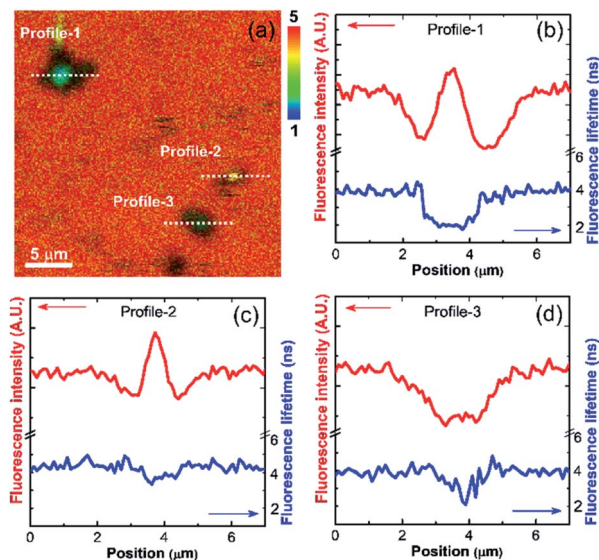 (a)
Profile-1
Profile-2
Profile-3
5 μm
5
1
(b)
Profile-1
Fluorescence intensity (A.U.)
Fluorescence lifetime (ns)
6
4
2
0 2 4 6
Position (μm)
(c)
Profile-2
Fluorescence intensity (A.U.)
Fluorescence lifetime (ns)
6
4
2
0 2 4 6
Position (μm)
(d)
Profile-3
Fluorescence intensity (A.U.)
Fluorescence lifetime (ns)
6
4
2
0 2 4 6
Position (μm)